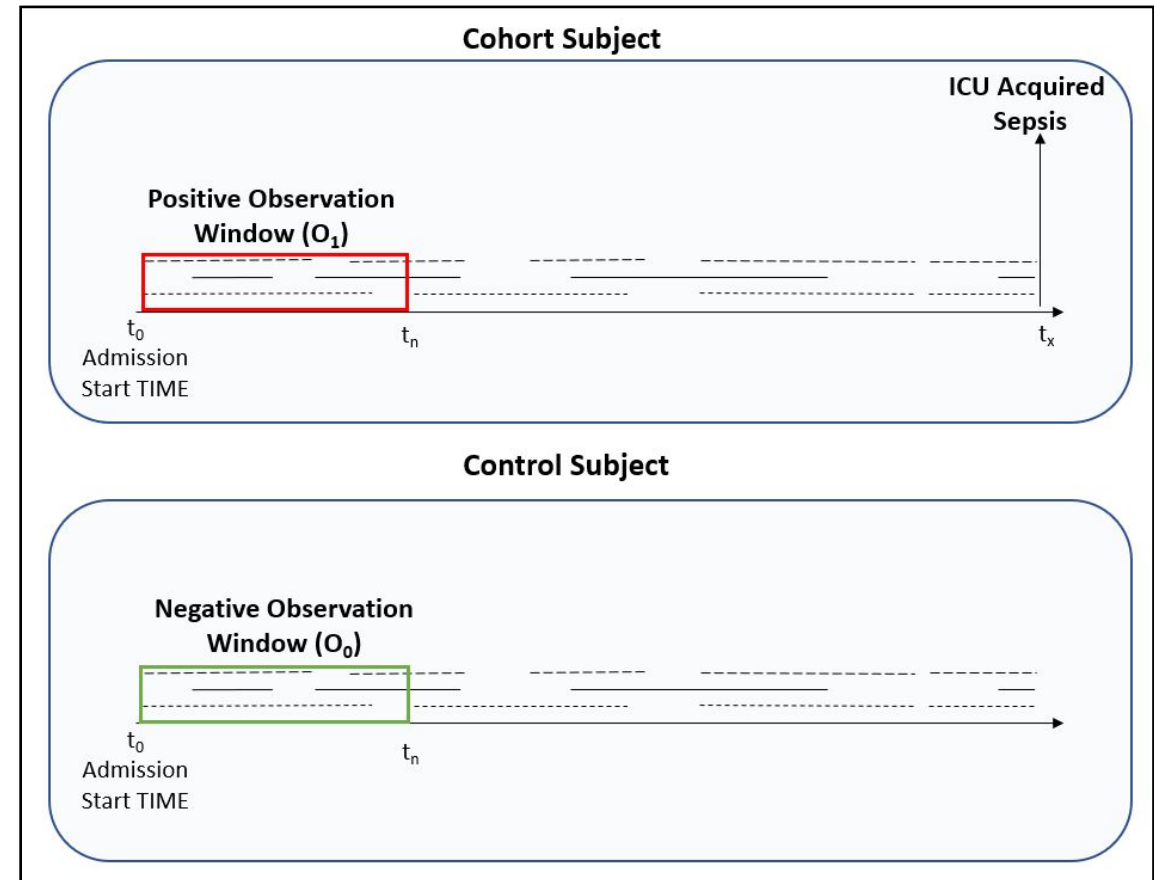 Cohort Subject
ICU Acquired
Sepsis
Positive Observation
Window (O₁)
t₀
Admission
Start TIME
tₙ
tₓ
Control Subject
Negative Observation
Window (O₀)
t₀
Admission
Start TIME
tₙ